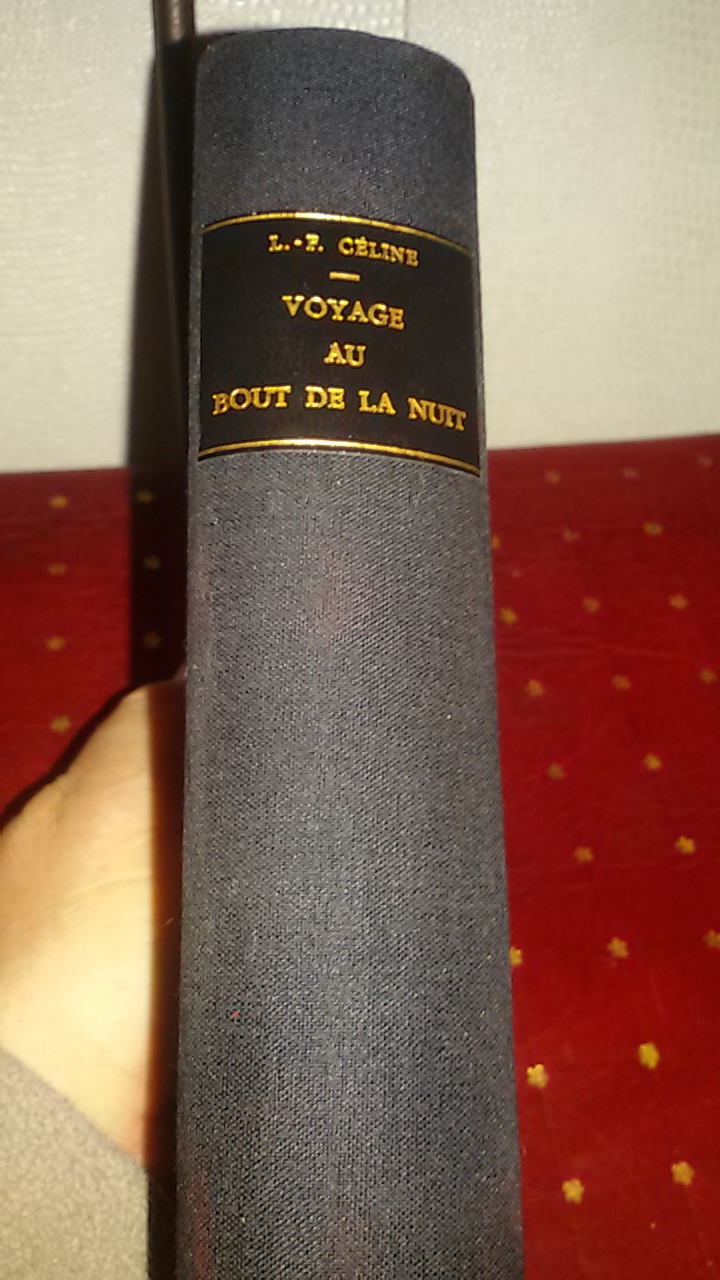 L.-F. CÉLINE
VOYAGE
AU
BOUT DE LA NUIT